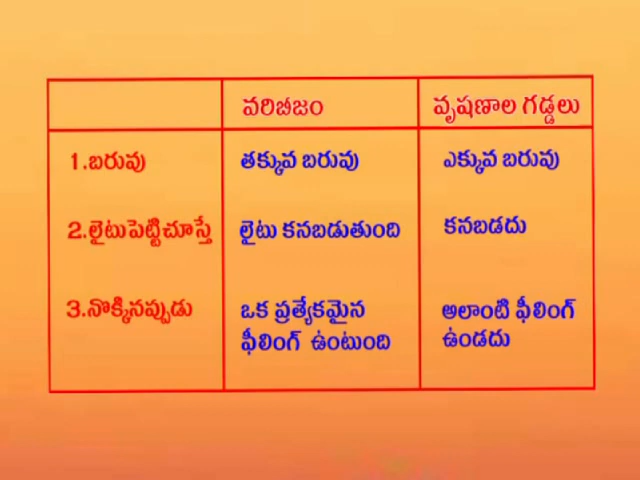 వరిబీజం వృషణాల గడ్డలు
1.బరువు తక్కువ బరువు ఎక్కువ బరువు
2.లైటుపెట్టిచూస్తే లైటు కనబడుతుంది కనబడదు
3.నొక్కినప్పుడు ఒక ప్రత్యేకమైన అలాంటి ఫీలింగ్
ఫీలింగ్ ఉంటుంది ఉండదు